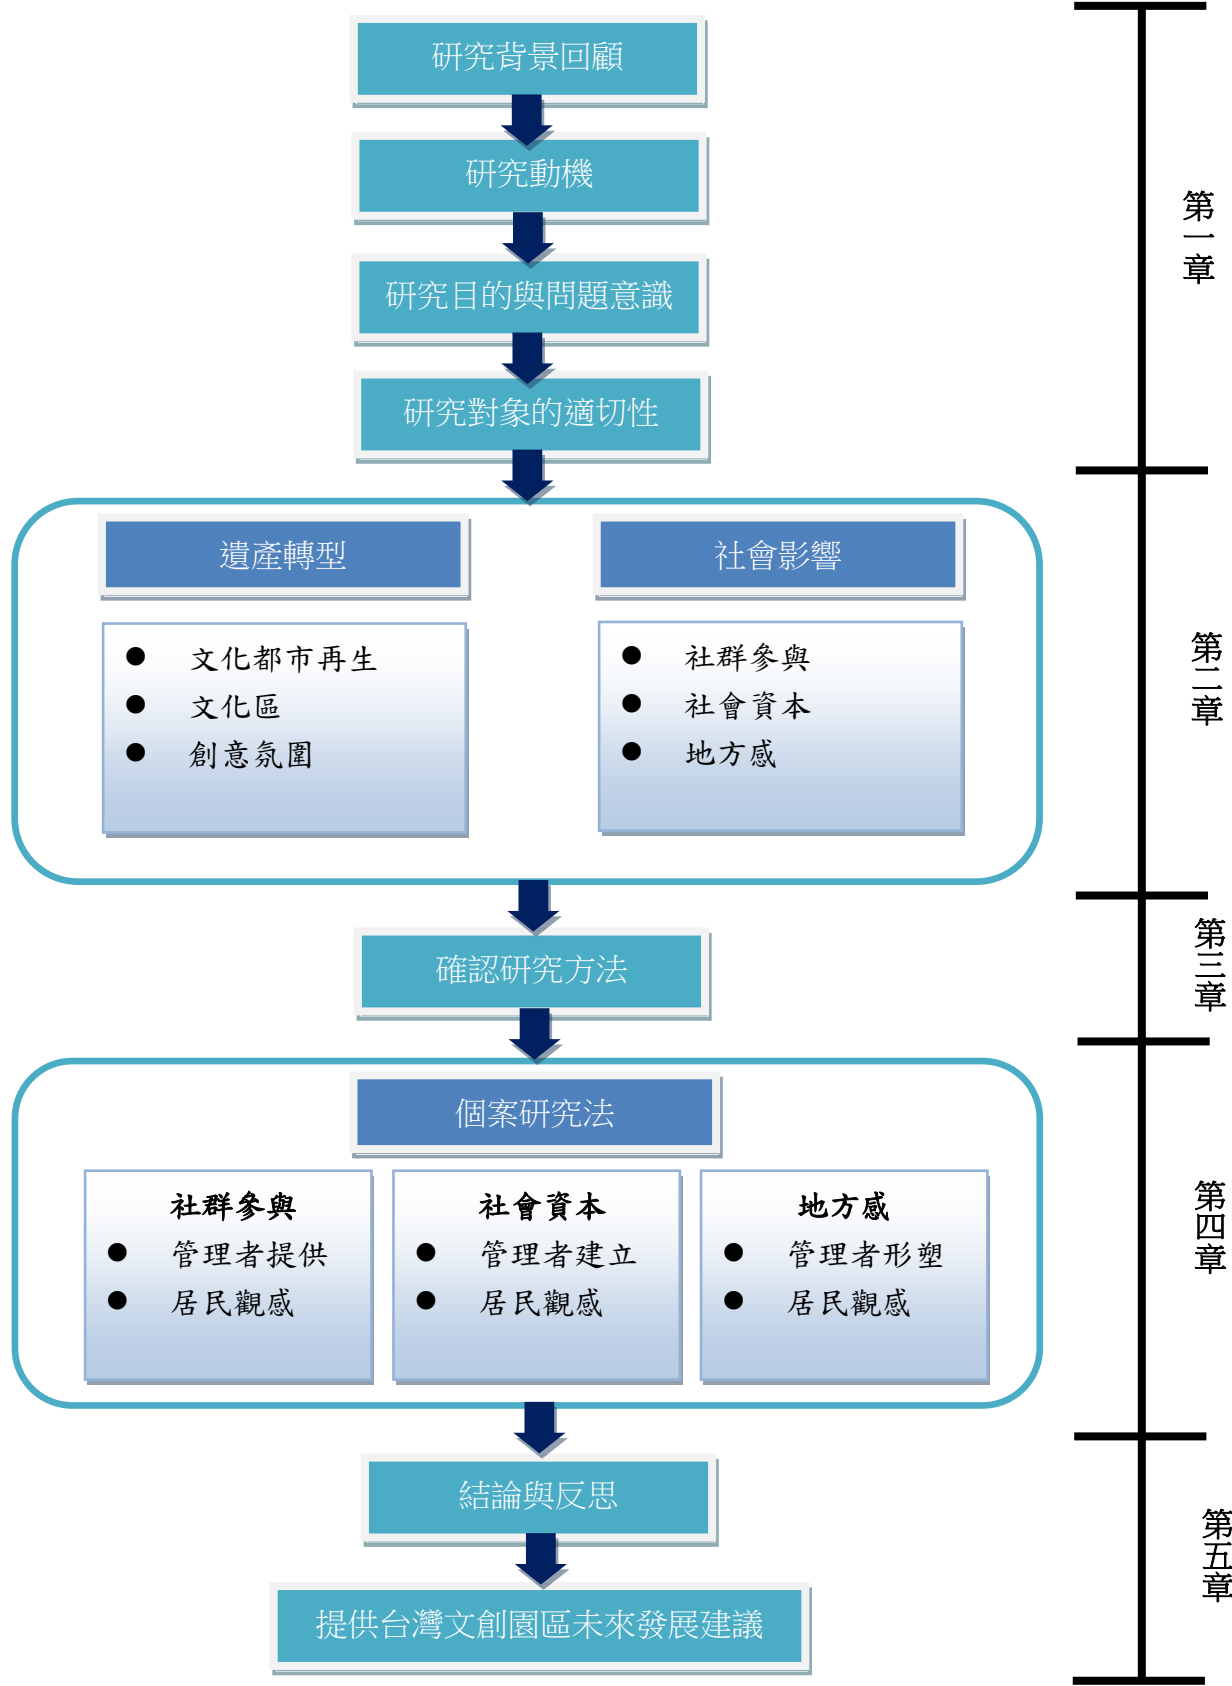 研究背景回顧
研究動機
研究目的與問題意識
研究對象的適切性
第一章
遺產轉型
● 文化都市再生
● 文化區
● 創意氛圍
社會影響
● 社群參與
● 社會資本
● 地方感
第二章
確認研究方法
第三章
個案研究法
社群參與
● 管理者提供
● 居民觀感
社會資本
● 管理者建立
● 居民觀感
地方感
● 管理者形塑
● 居民觀感
第四章
結論與反思
提供台灣文創園區未來發展建議
第五章